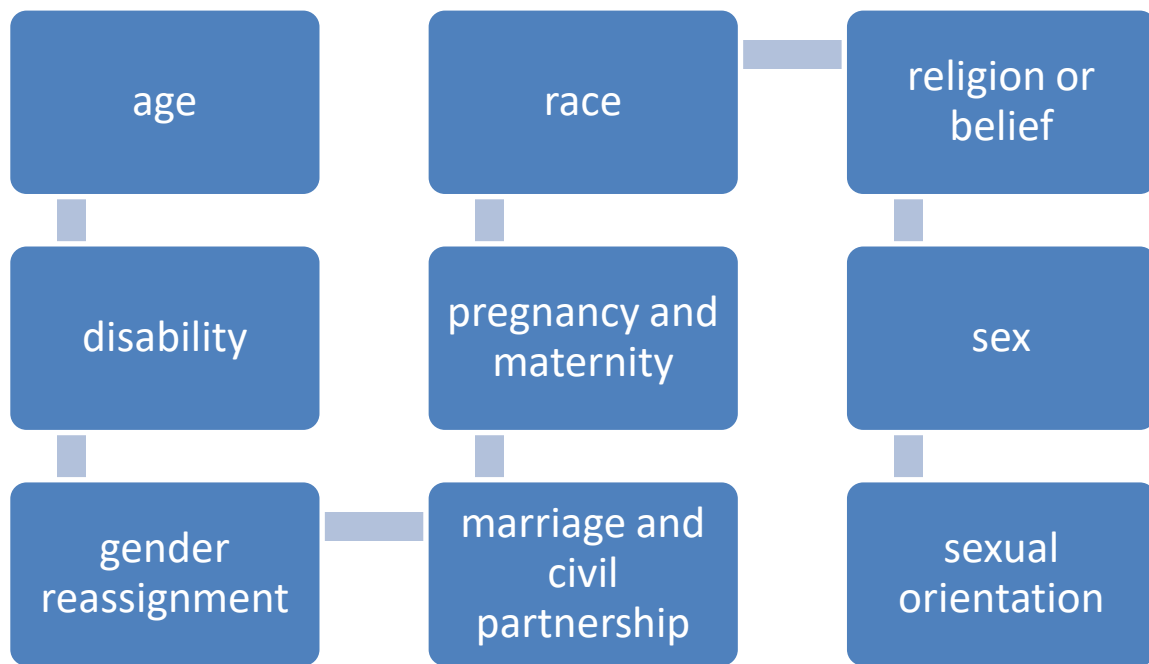 age
disability
gender
reassignment
marriage and
civil
partnership
pregnancy and
maternity
race
religion or
belief
sex
sexual
orientation